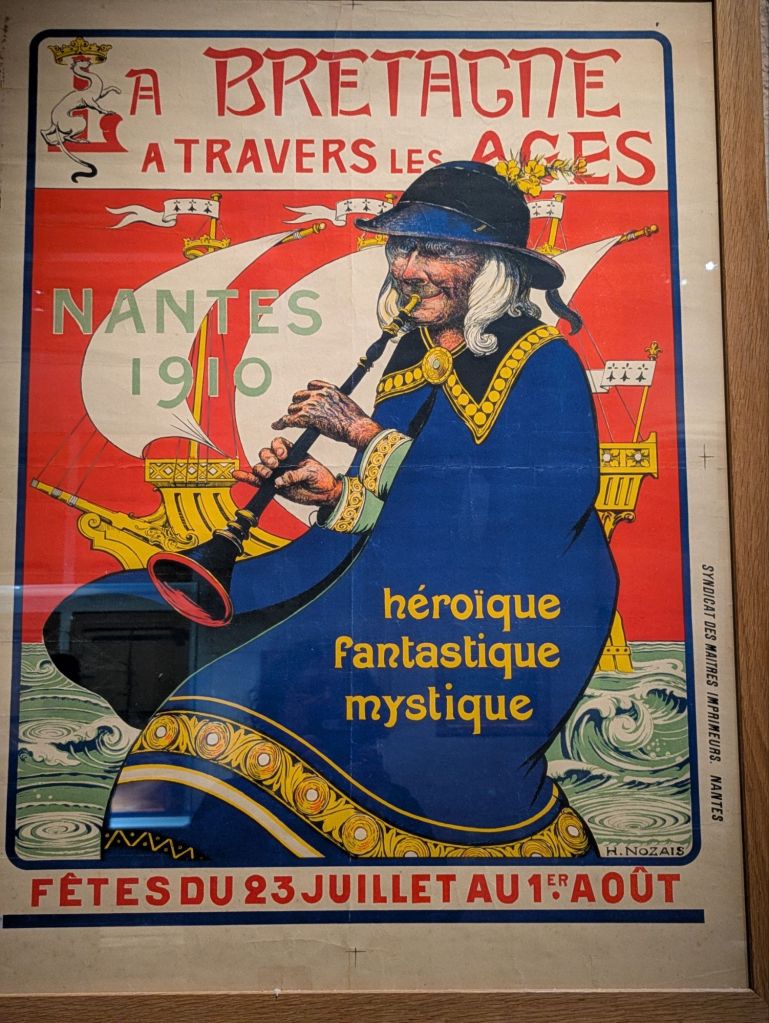 LA BRETAGNE
A TRAVERS LES AGES
NANTES
1910
héroïque
fantastique
mystique
H. NOZAIS
SYNDICAT DES MAITRES IMPRIMEURS. NANTES
FÊTES DU 23 JUILLET AU 1ER. AOÛT